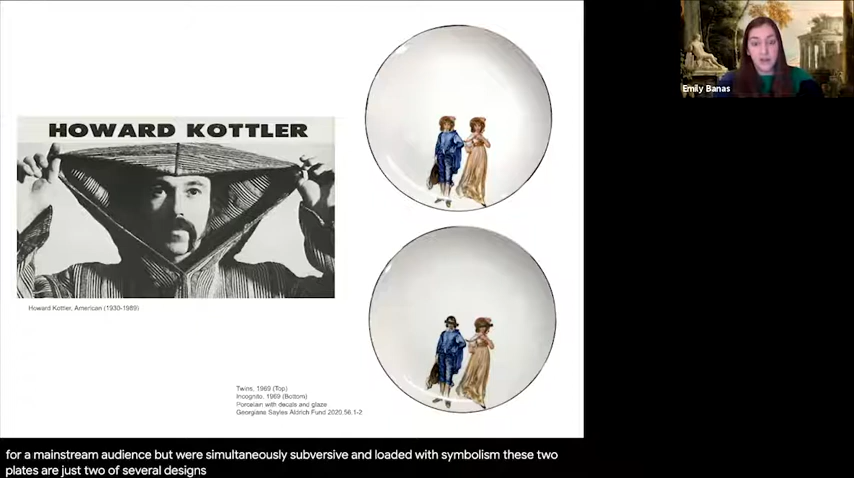 HOWARD KOTTLER
Howard Kottler, American (1930-1989)
Twins, 1969 (Top)
Incognito, 1969 (Bottom)
Porcelain with decals and glaze
Georgiana Sayles Aldrich Fund 2020.56.1-2
Emily Banas
for a mainstream audience but were simultaneously subversive and loaded with symbolism these two
plates are just two of several designs